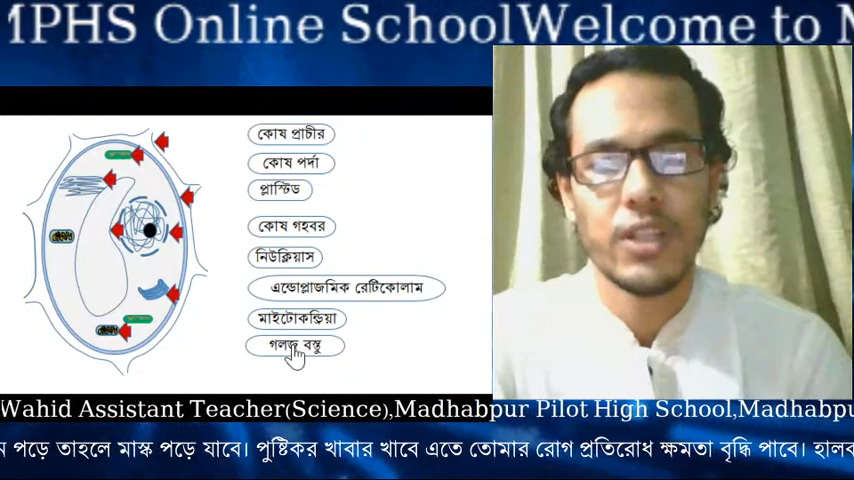 MPHS Online SchoolWelcome to M
কোষ প্রাচীর
কোষ পর্দা
প্লাস্টিড
কোষ গহবর
নিউক্লিয়াস
এন্ডোপ্লাজমিক রেটিকোলাম
মাইটোকন্ড্রিয়া
গলজি বস্তু
Wahid Assistant Teacher(Science),Madhabpur Pilot High School,Madhabpu
ন পড়ে তাহলে মাস্ক পড়ে যাবে। পুষ্টিকর খাবার খাবে এতে তোমার রোগ প্রতিরোধ ক্ষমতা বৃদ্ধি পাবে। হালক